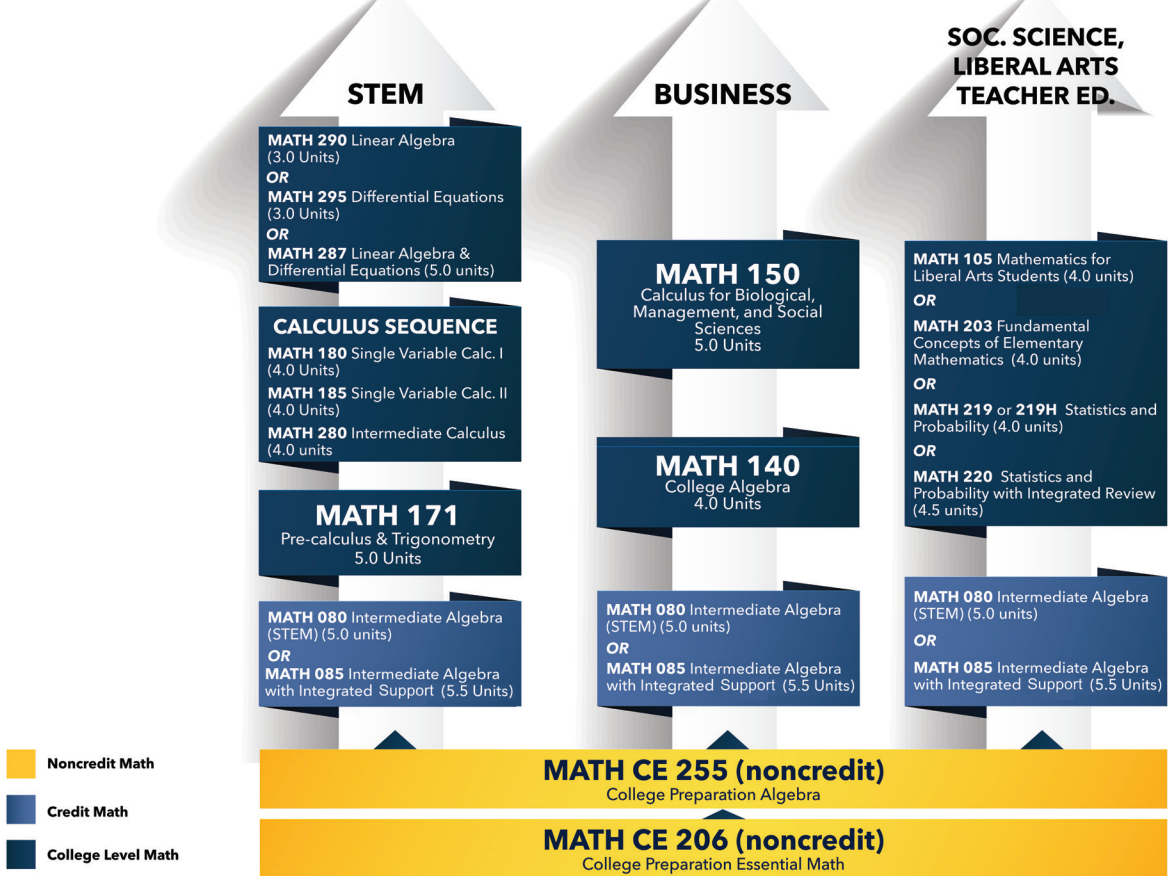 STEM
MATH 290 Linear Algebra
(3.0 Units)
OR
MATH 295 Differential Equations
(3.0 Units)
OR
MATH 287 Linear Algebra &
Differential Equations (5.0 units)
CALCULUS SEQUENCE
MATH 180 Single Variable Calc. I
(4.0 Units)
MATH 185 Single Variable Calc. II
(4.0 Units)
MATH 280 Intermediate Calculus
(4.0 units
MATH 171
Pre-calculus & Trigonometry
5.0 Units
MATH 080 Intermediate Algebra
(STEM) (5.0 units)
OR
MATH 085 Intermediate Algebra
with Integrated Support (5.5 Units)
BUSINESS
MATH 150
Calculus for Biological,
Management, and Social
Sciences
5.0 Units
MATH 140
College Algebra
4.0 Units
MATH 080 Intermediate Algebra
(STEM) (5.0 units)
OR
MATH 085 Intermediate Algebra
with Integrated Support (5.5 Units)
SOC. SCIENCE,
LIBERAL ARTS
TEACHER ED.
MATH 105 Mathematics for
Liberal Arts Students (4.0 units)
OR
MATH 203 Fundamental
Concepts of Elementary
Mathematics (4.0 units)
OR
MATH 219 or 219H Statistics and
Probability (4.0 units)
OR
MATH 220 Statistics and
Probability with Integrated Review
(4.5 units)
MATH 080 Intermediate Algebra
(STEM) (5.0 units)
OR
MATH 085 Intermediate Algebra
with Integrated Support (5.5 Units)
Noncredit Math
Credit Math
College Level Math
MATH CE 255 (noncredit)
College Preparation Algebra
MATH CE 206 (noncredit)
College Preparation Essential Math